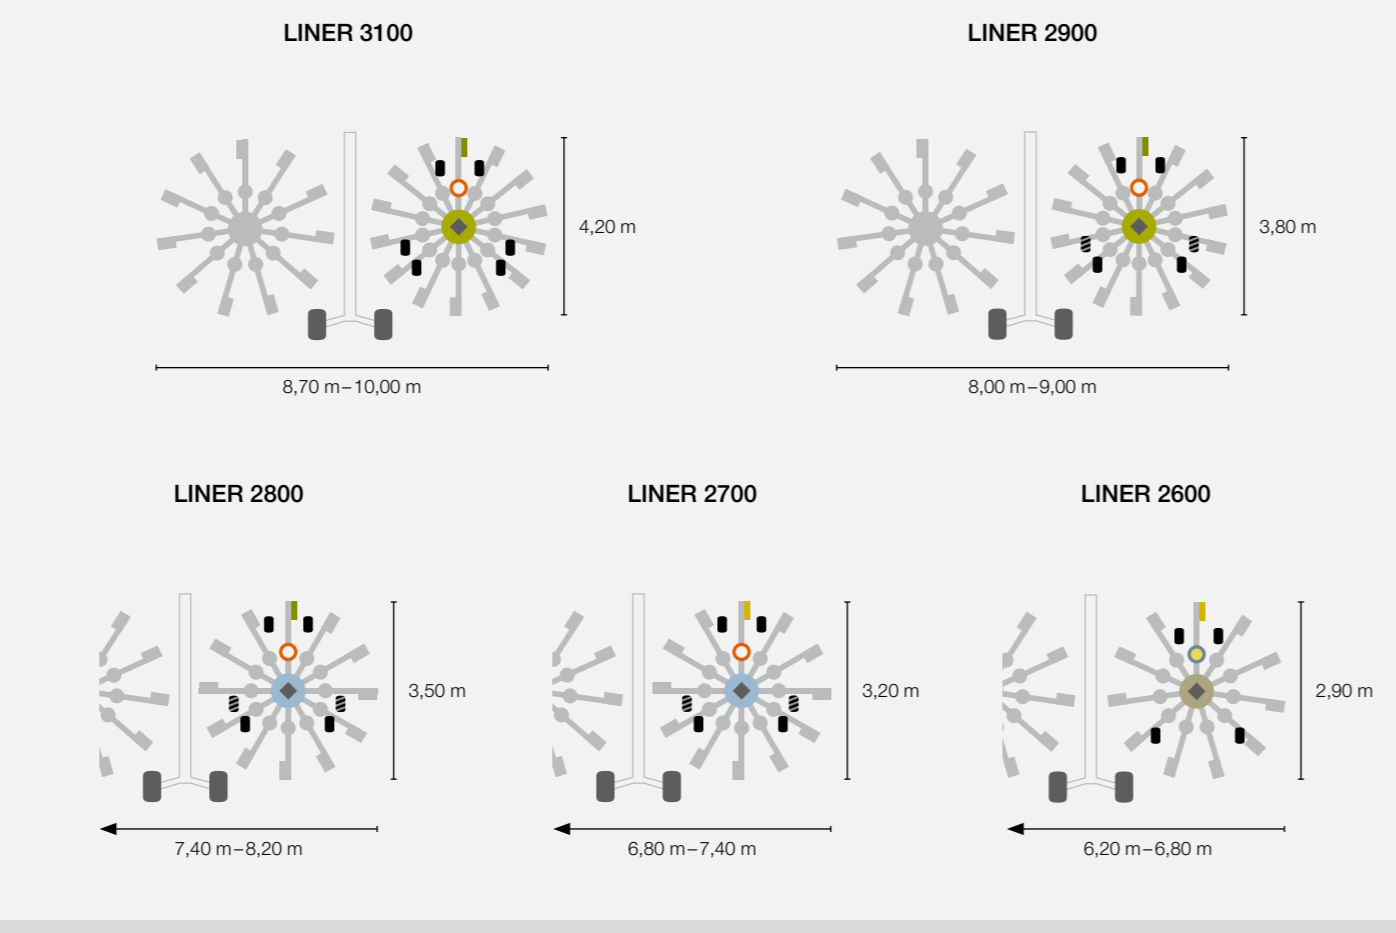 LINER 3100
LINER 2900
4,20 m
3,80 m
8,70 m–10,00 m
8,00 m–9,00 m
LINER 2800
LINER 2700
LINER 2600
3,50 m
3,20 m
2,90 m
7,40 m–8,20 m
6,80 m–7,40 m
6,20 m–6,80 m